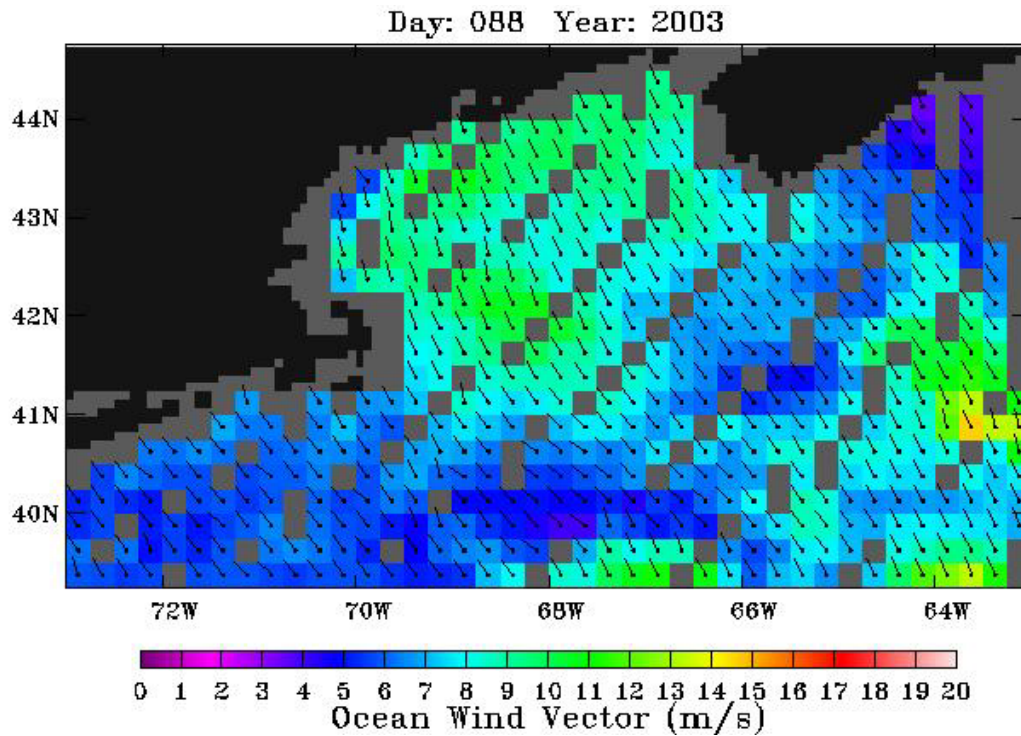 Day: 088 Year: 2003
44N
43N
42N
41N
40N
72W 70W 68W 66W 64W
0 1 2 3 4 5 6 7 8 9 10 11 12 13 14 15 16 17 18 19 20
Ocean Wind Vector (m/s)